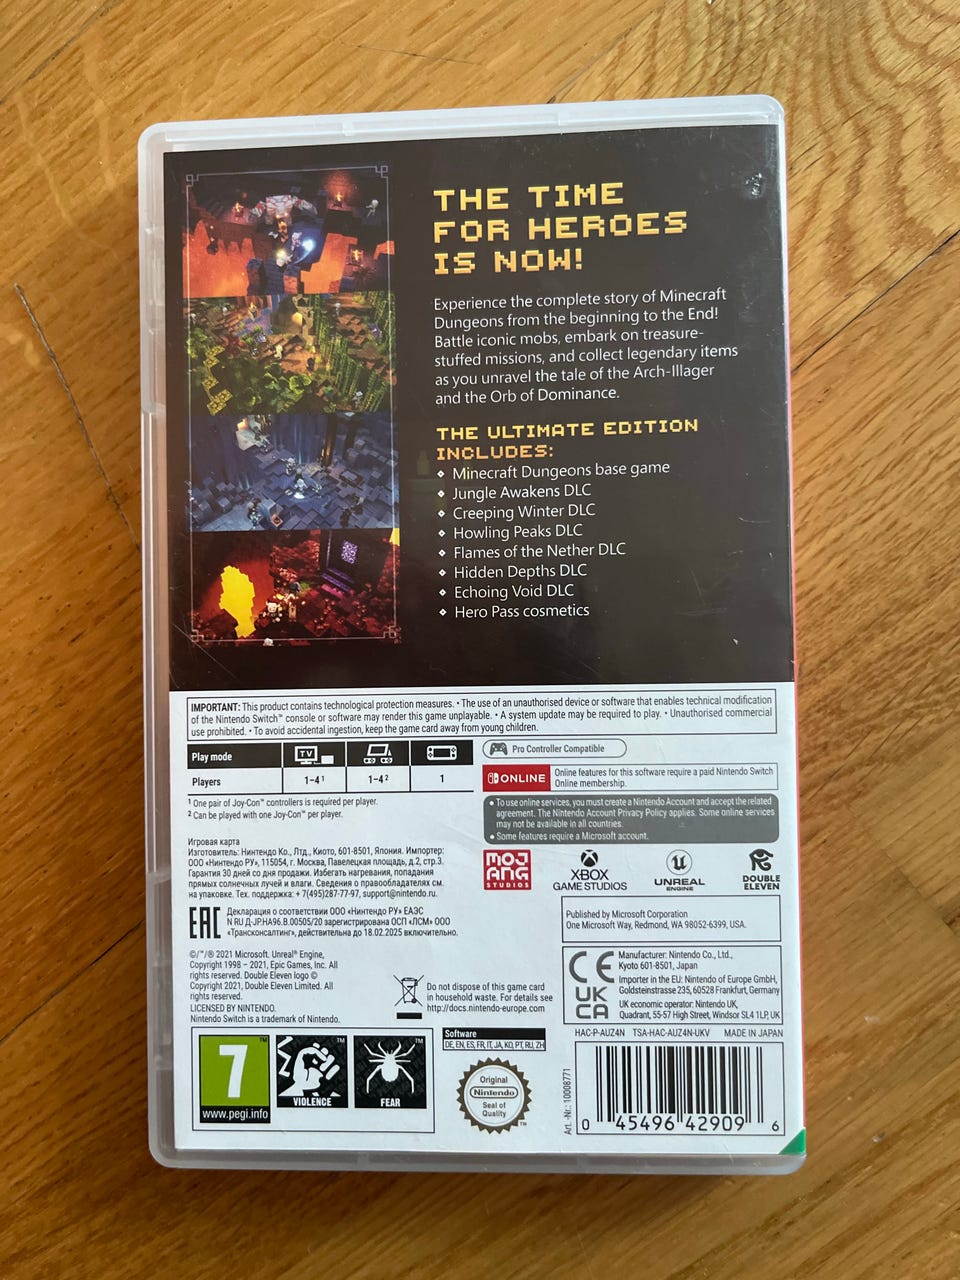 THE TIME
FOR HEROES
IS NOW!
Experience the complete story of Minecraft
Dungeons from the beginning to the End!
Battle iconic mobs, embark on treasure-
stuffed missions, and collect legendary items
as you unravel the tale of the Arch-Illager
and the Orb of Dominance.
THE ULTIMATE EDITION
INCLUDES:
Minecraft Dungeons base game
Jungle Awakens DLC
Creeping Winter DLC
Howling Peaks DLC
Flames of the Nether DLC
Hidden Depths DLC
Echoing Void DLC
Hero Pass cosmetics
IMPORTANT: This product contains technological protection measures. • The use of an unauthorised device or software that enables technical modification
of the Nintendo Switch™ console or software may render this game unplayable. • A system update may be required to play. • Unauthorised commercial
use prohibited. • To avoid accidental ingestion, keep the game card away from young children.
Play mode TV
Players 1-4¹ 1-4² 1
¹ One pair of Joy-Con™ controllers is required per player.
² Can be played with one Joy-Con™ per player.
Pro Controller Compatible
ONLINE
Online features for this software require a paid Nintendo Switch
Online membership.
• To use online services, you must create a Nintendo Account and accept the related
agreement. The Nintendo Account Privacy Policy applies. Some online services
may not be available in all countries.
• Some features require a Microsoft account.
Игровая карта
Изготовитель: Нинтендо Ко., Лтд., Киото, 601-8501, Япония. Импортер:
ООО «Нинтендо РУ», 115054, г. Москва, Павелецкая площадь, д.2, стр.3.
Гарантия 30 дней со дня продажи. Избегать нагревания, попадания
прямых солнечных лучей и влаги. Сведения о правообладателях см.
на упаковке. Тех. поддержка: +7(495)287-77-97, support@nintendo.ru.
EAC
Декларация о соответствии ООО «Нинтендо РУ» ЕАЭС
N RU Д-JP.HA96.B.00505/20 зарегистрирована ОСП «ЛСМ» ООО
«Трансконсалтинг», действительна до 18.02.2025 включительно.
MOJ
ANG
STUDIOS
XBOX
GAME STUDIOS
UNREAL
ENGINE
DOUBLE
ELEVEN
Published by Microsoft Corporation
One Microsoft Way, Redmond, WA 98052-6399, USA.
©/™/® 2021 Microsoft. Unreal® Engine,
Copyright 1998 – 2021, Epic Games, Inc. All
rights reserved. Double Eleven logo ©
Copyright 2021, Double Eleven Limited. All
rights reserved.
LICENSED BY NINTENDO.
Nintendo Switch is a trademark of Nintendo.
Do not dispose of this game card
in household waste. For details see
http://docs.nintendo-europe.com
CE
UK
CA
Manufacturer: Nintendo Co., Ltd.,
Kyoto 601-8501, Japan
Importer in the EU: Nintendo of Europe GmbH,
Goldsteinstrasse 235, 60528 Frankfurt, Germany
UK economic operator: Nintendo UK,
Quadrant, 55-57 High Street, Windsor SL4 1LP, UK
HAC-P-AUZ4N TSA-HAC-AUZ4N-UKV MADE IN JAPAN
7
www.pegi.info
VIOLENCE
FEAR
Software
DE, EN, ES, FR, IT, JA, KO, PT, RU, ZH
Original
Nintendo
Seal of
Quality
Art.-Nr.: 10008771
0 45496 42909 6